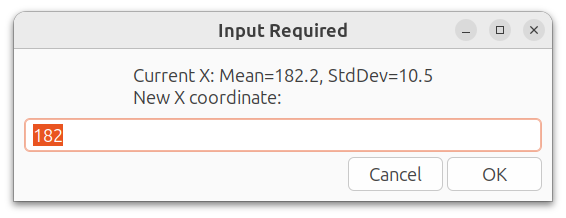 Input Required
Current X: Mean=182.2, StdDev=10.5
New X coordinate:
182
Cancel OK